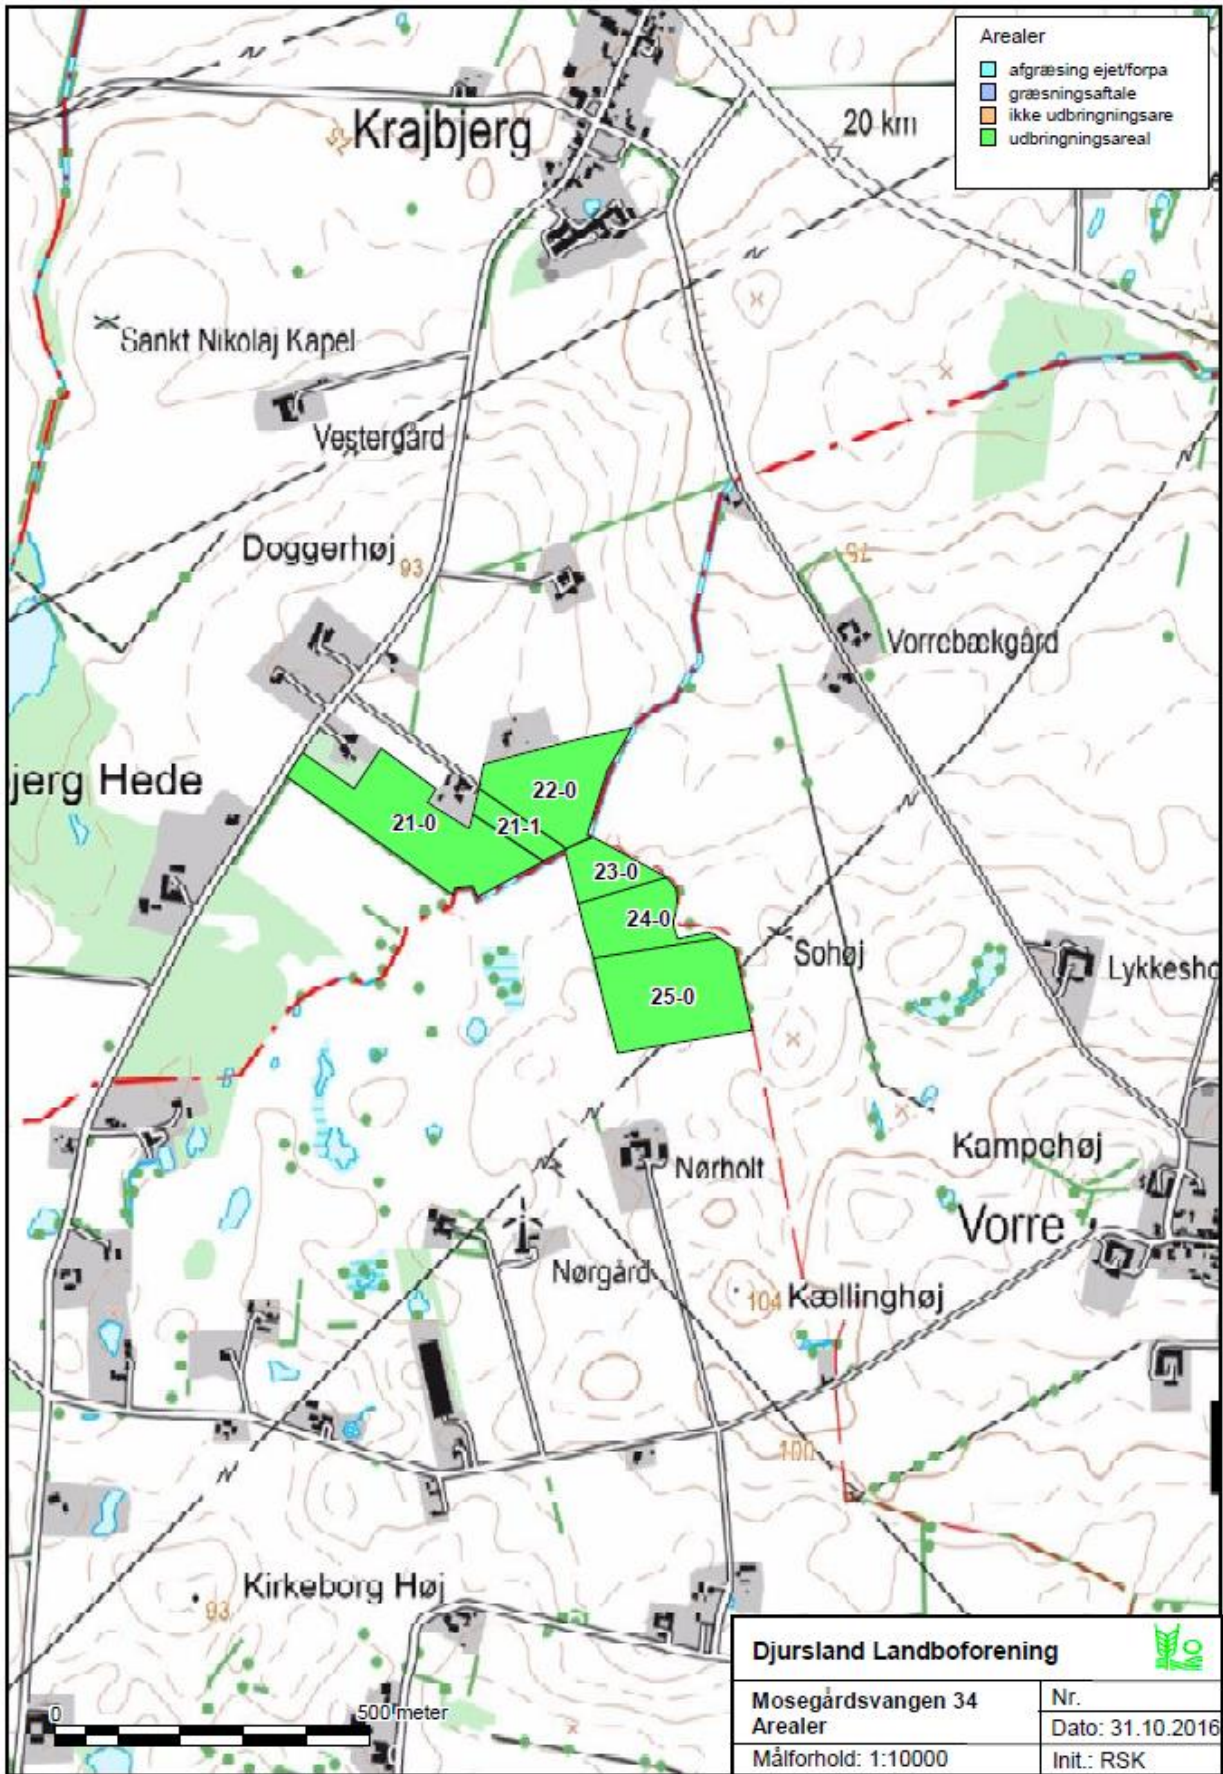 Arealer
afgræsing ejet/forpa
græsningsaftale
ikke udbringningsare
udbringningsareal
Krajbjerg
20 km
Sankt Nikolaj Kapel
Vestergård
Doggerhøj
93
75
Vorrebækgård
jerg Hede
22-0
21-0
21-1
23-0
24-0
Sohøj
Lykkesho
25-0
Nørholt
Kampehøj
Vorre
Nørgård
104 Kællinghøj
100
Kirkeborg Høj
93
Djursland Landboforening
Mosegårdsvangen 34
Arealer
Nr.
Dato: 31.10.2016
Målforhold: 1:10000
Init.: RSK
0
500 meter